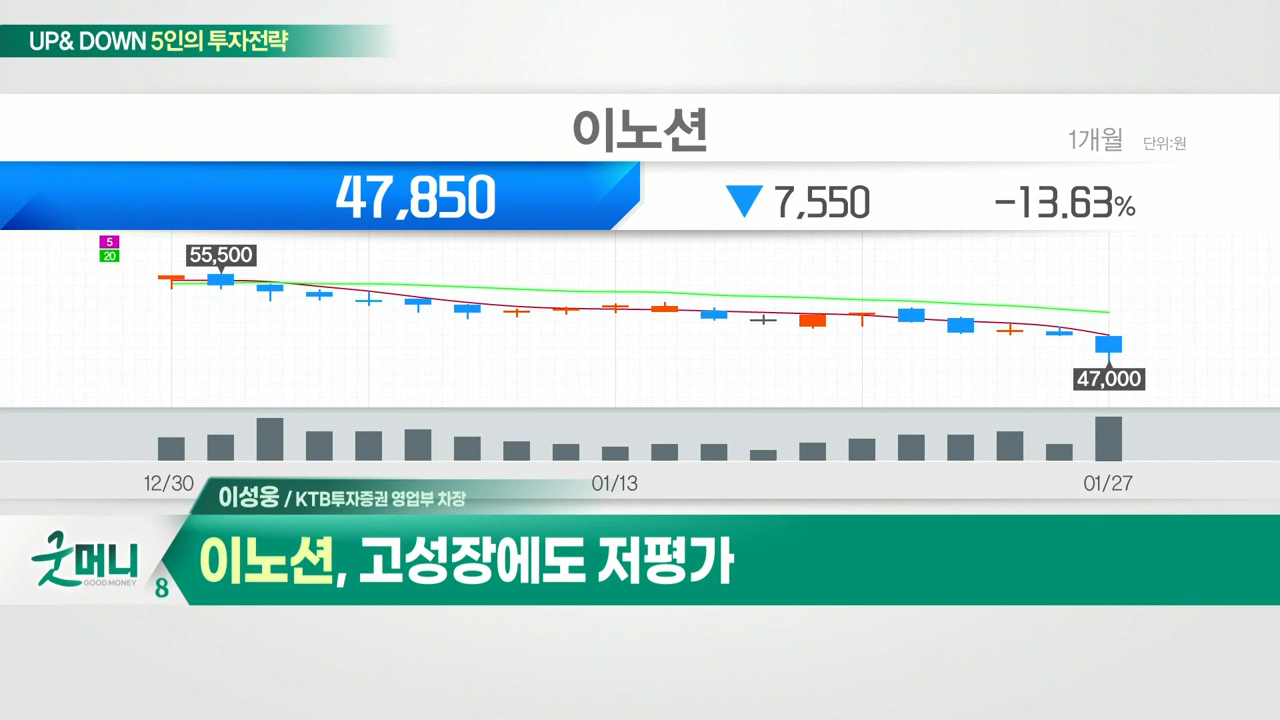 UP& DOWN 5인의 투자전략
이노션
1개월 단위:원
47,850 ▼ 7,550 -13.63%
5
20
55,500
47,000
12/30 01/13 01/27
이성웅 / KTB투자증권 영업부 차장
굿머니
GOOD MONEY
8
이노션, 고성장에도 저평가